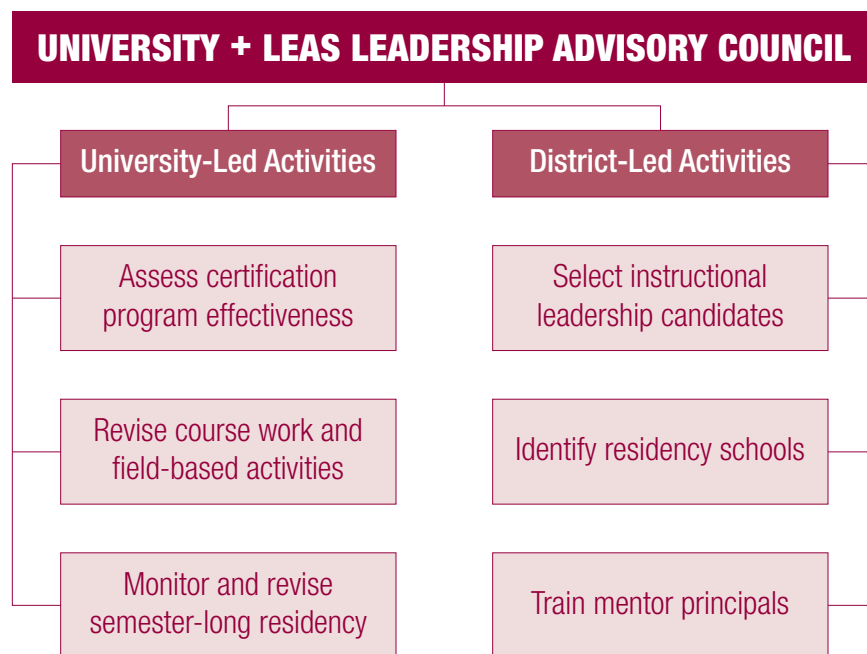 UNIVERSITY + LEAS LEADERSHIP ADVISORY COUNCIL
University-Led Activities
Assess certification
program effectiveness
Revise course work and
field-based activities
Monitor and revise
semester-long residency
District-Led Activities
Select instructional
leadership candidates
Identify residency schools
Train mentor principals